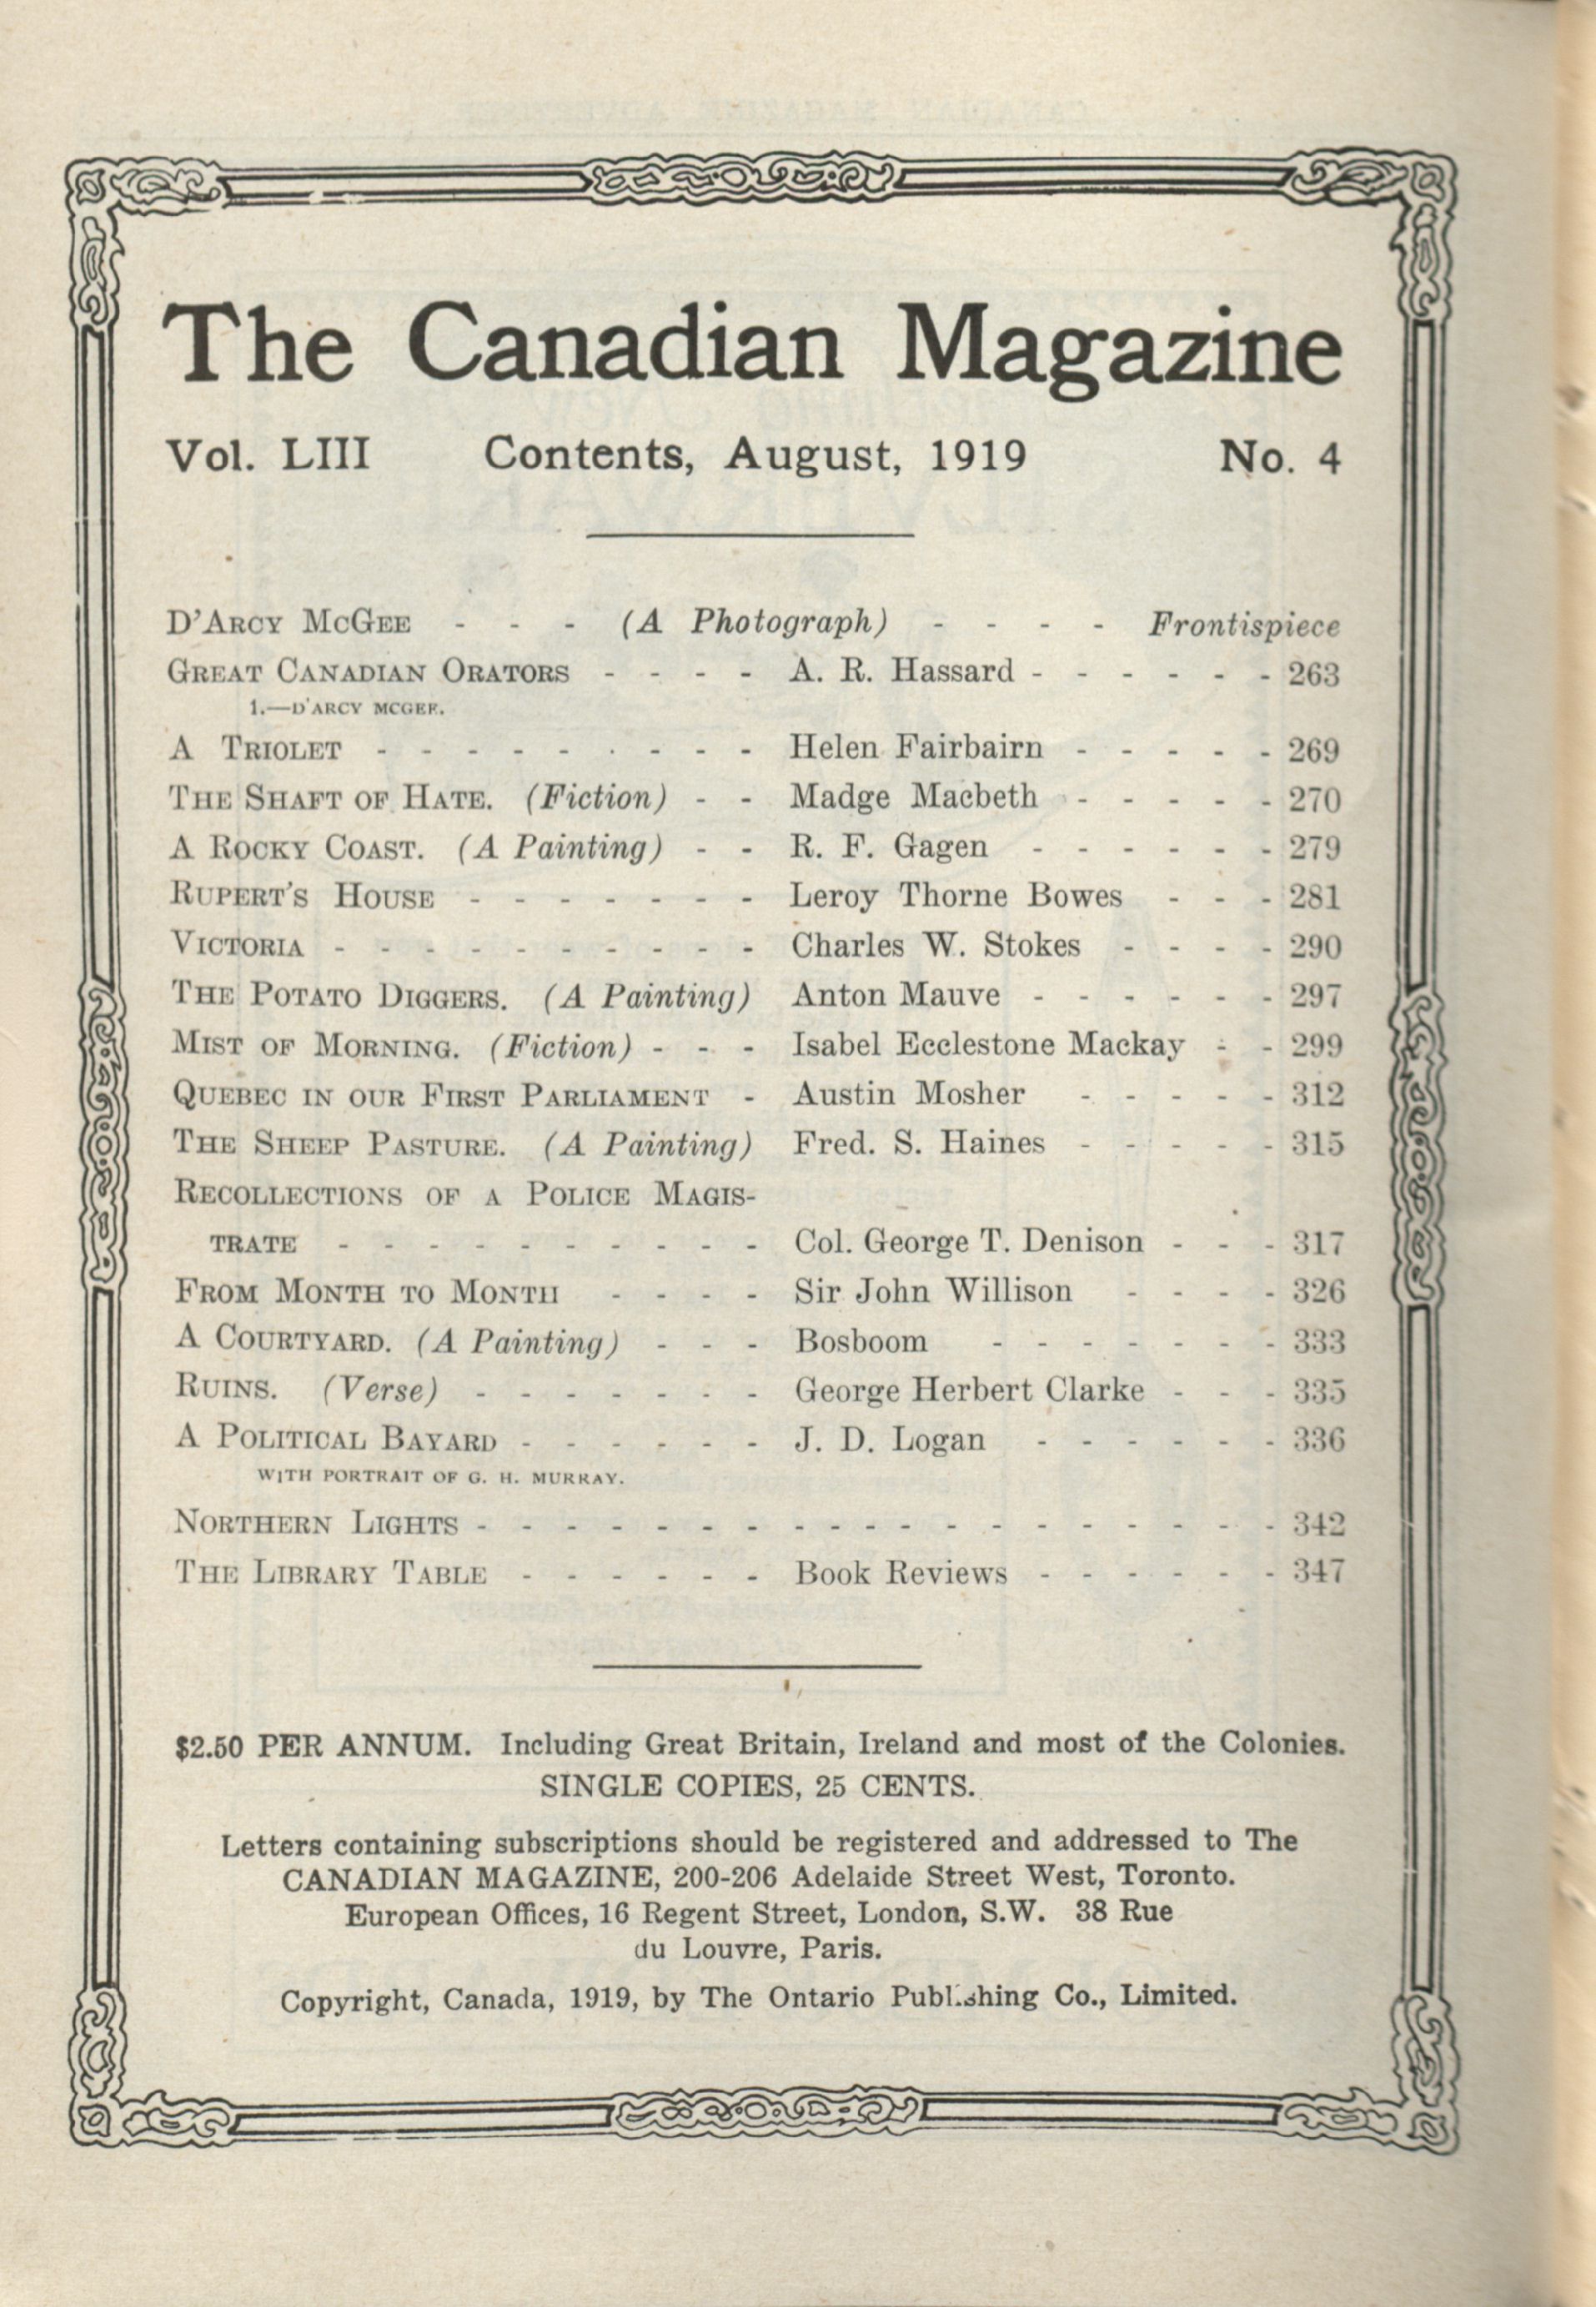 The Canadian Magazine
Vol. LIII Contents, August, 1919 No. 4
D'ARCY MCGEE - - - (A Photograph) - - - - Frontispiece
GREAT CANADIAN ORATORS - - - - A. R. Hassard - - - - - - 263
1.—D'ARCY MCGEE.
A TRIOLET - - - - - - - - - Helen Fairbairn - - - - - 269
THE SHAFT OF HATE. (Fiction) - - Madge Macbeth - - - - - 270
A ROCKY COAST. (A Painting) - - R. F. Gagen - - - - - - 279
RUPERT'S HOUSE - - - - - - - Leroy Thorne Bowes - - - 281
VICTORIA - - - - - - - - - - Charles W. Stokes - - - - 290
THE POTATO DIGGERS. (A Painting) Anton Mauve - - - - - - 297
MIST OF MORNING. (Fiction) - - - Isabel Ecclestone Mackay - - 299
QUEBEC IN OUR FIRST PARLIAMENT - Austin Mosher - - - - - 312
THE SHEEP PASTURE. (A Painting) Fred. S. Haines - - - - - 315
RECOLLECTIONS OF A POLICE MAGIS-
TRATE - - - - - - - - - - Col. George T. Denison - - - 317
FROM MONTH TO MONTH - - - - Sir John Willison - - - - 326
A COURTYARD. (A Painting) - - - Bosboom - - - - - - - 333
RUINS. (Verse) - - - - - - - George Herbert Clarke - - - 335
A POLITICAL BAYARD - - - - - - J. D. Logan - - - - - - 336
WITH PORTRAIT OF G. H. MURRAY.
NORTHERN LIGHTS - - - - - - - - - - - - - - - - - - - 342
THE LIBRARY TABLE - - - - - - Book Reviews - - - - - - 347
$2.50 PER ANNUM. Including Great Britain, Ireland and most of the Colonies.
SINGLE COPIES, 25 CENTS.
Letters containing subscriptions should be registered and addressed to The
CANADIAN MAGAZINE, 200-206 Adelaide Street West, Toronto.
European Offices, 16 Regent Street, London, S.W. 38 Rue
du Louvre, Paris.
Copyright, Canada, 1919, by The Ontario Publishing Co., Limited.